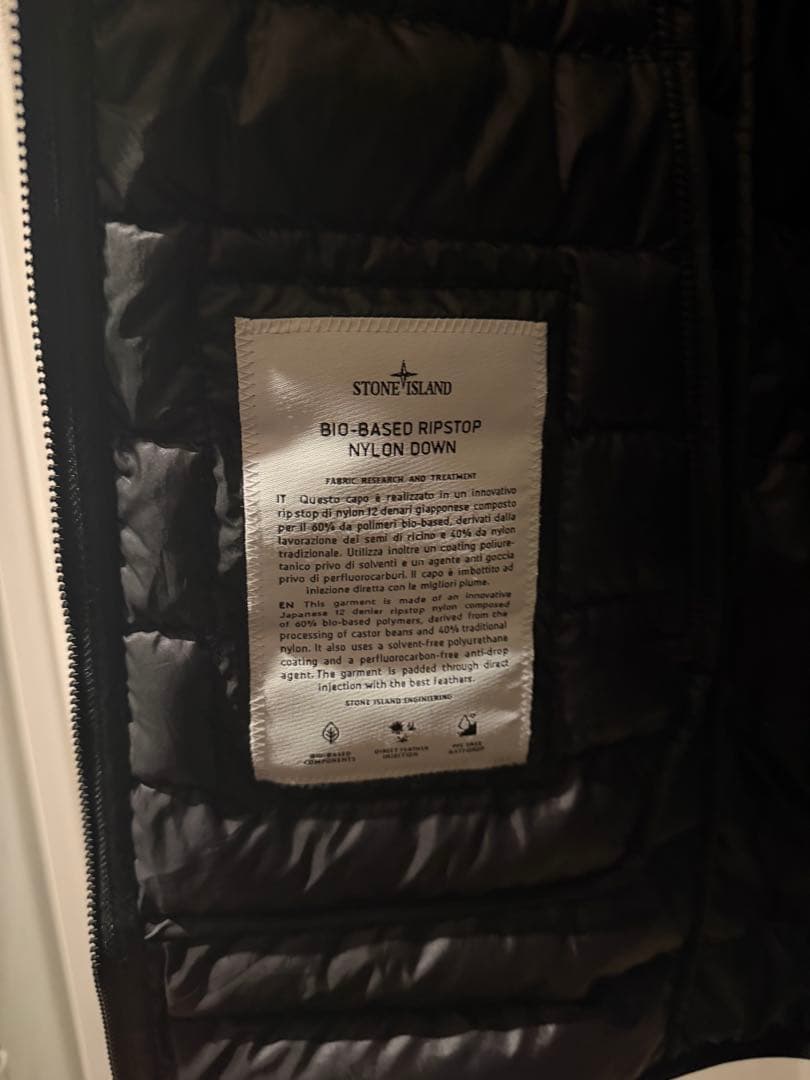 STONE ISLAND
BIO-BASED RIPSTOP
NYLON DOWN
FABRIC RESEARCH AND TREATMENT
IT Questo capo è realizzato in un innovativo
rip stop di nylon 12 denari giapponese composto
per il 60% da polimeri bio-based, derivati dalla
lavorazione dei semi di ricino e 40% da nylon
tradizionale. Utilizza inoltre un coating poliure-
tanico privo di solventi e un agente anti goccia
privo di perfluorocarburi. Il capo è imbottito ad
iniezione diretta con le migliori piume.
EN This garment is made of an innovative
Japanese 12 denier ripstop nylon composed
of 60% bio-based polymers, derived from the
processing of castor beans and 40% traditional
nylon. It also uses a solvent-free polyurethane
coating and a perfluorocarbon-free anti-drop
agent. The garment is padded through direct
injection with the best feathers.
STONE ISLAND ENGINEERING
BIO-BASED
COMPONENTS
DIRECT FEATHER
INJECTION
PFC FREE
ANTI-DROP